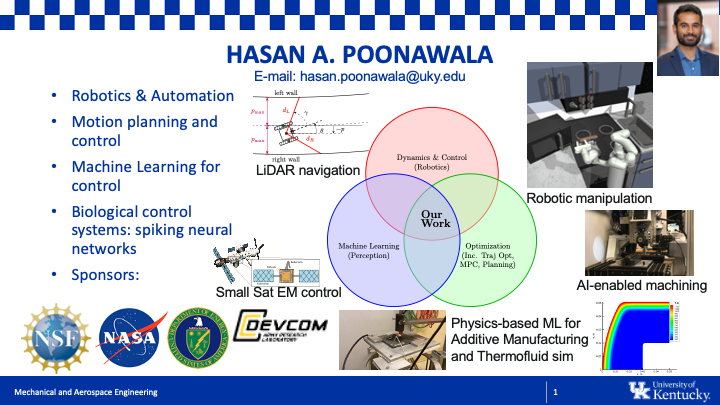 HASAN A. POONAWALA
E-mail: hasan.poonawala@uky.edu
• Robotics & Automation
• Motion planning and
control
• Machine Learning for
control
• Biological control
systems: spiking neural
networks
• Sponsors:
left wall
right wall
LiDAR navigation
Dynamics & Control
(Robotics)
Our
Work
Machine Learning
(Perception)
Optimization
(Inc. Traj Opt,
MPC, Planning)
Robotic manipulation
AI-enabled machining
Small Sat EM control
Physics-based ML for
Additive Manufacturing
and Thermofluid sim
NSF
NASA
DEVCOM
ARMY RESEARCH
LABORATORY
Mechanical and Aerospace Engineering
1
UK
University of
Kentucky.